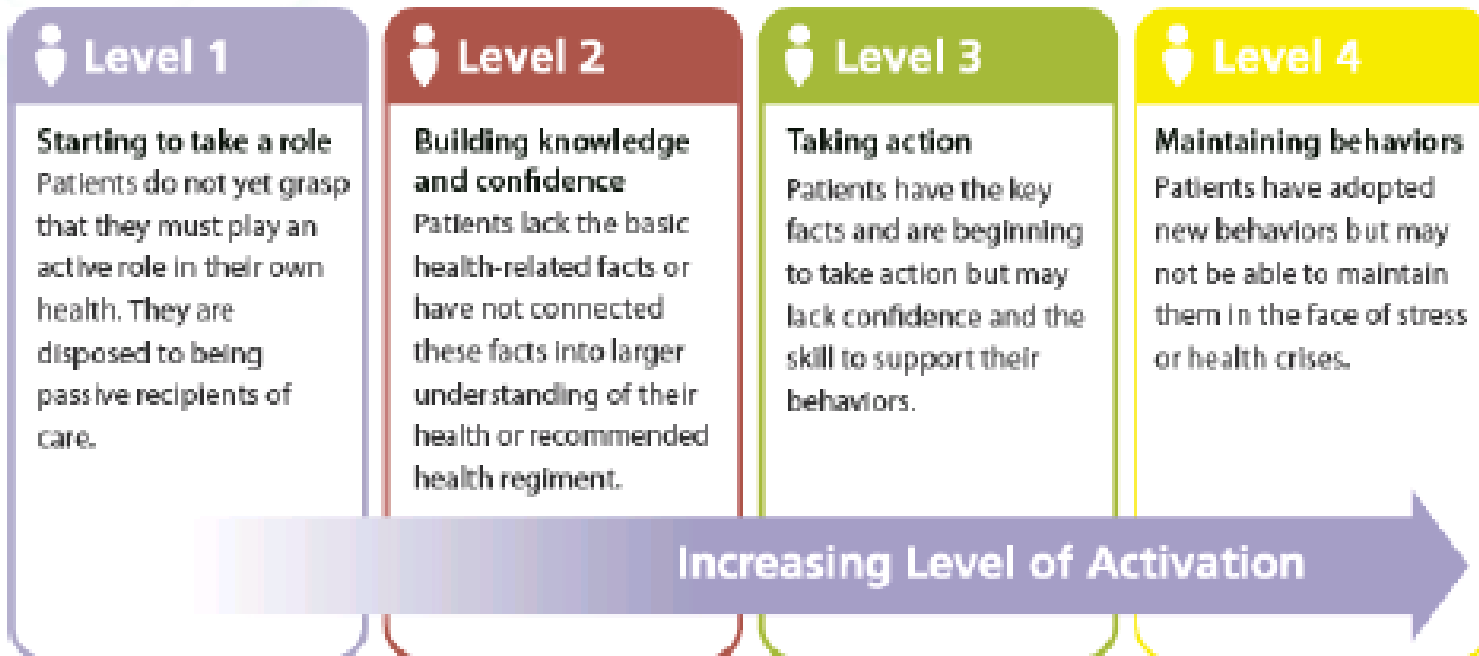 Level 1
Starting to take a role
Patients do not yet grasp
that they must play an
active role in their own
health. They are
disposed to being
passive recipients of
care.
Level 2
Building knowledge
and confidence
Patients lack the basic
health-related facts or
have not connected
these facts into larger
understanding of their
health or recommended
health regiment.
Level 3
Taking action
Patients have the key
facts and are beginning
to take action but may
lack confidence and the
skill to support their
behaviors.
Level 4
Maintaining behaviors
Patients have adopted
new behaviors but may
not be able to maintain
them in the face of stress
or health crises.
Increasing Level of Activation